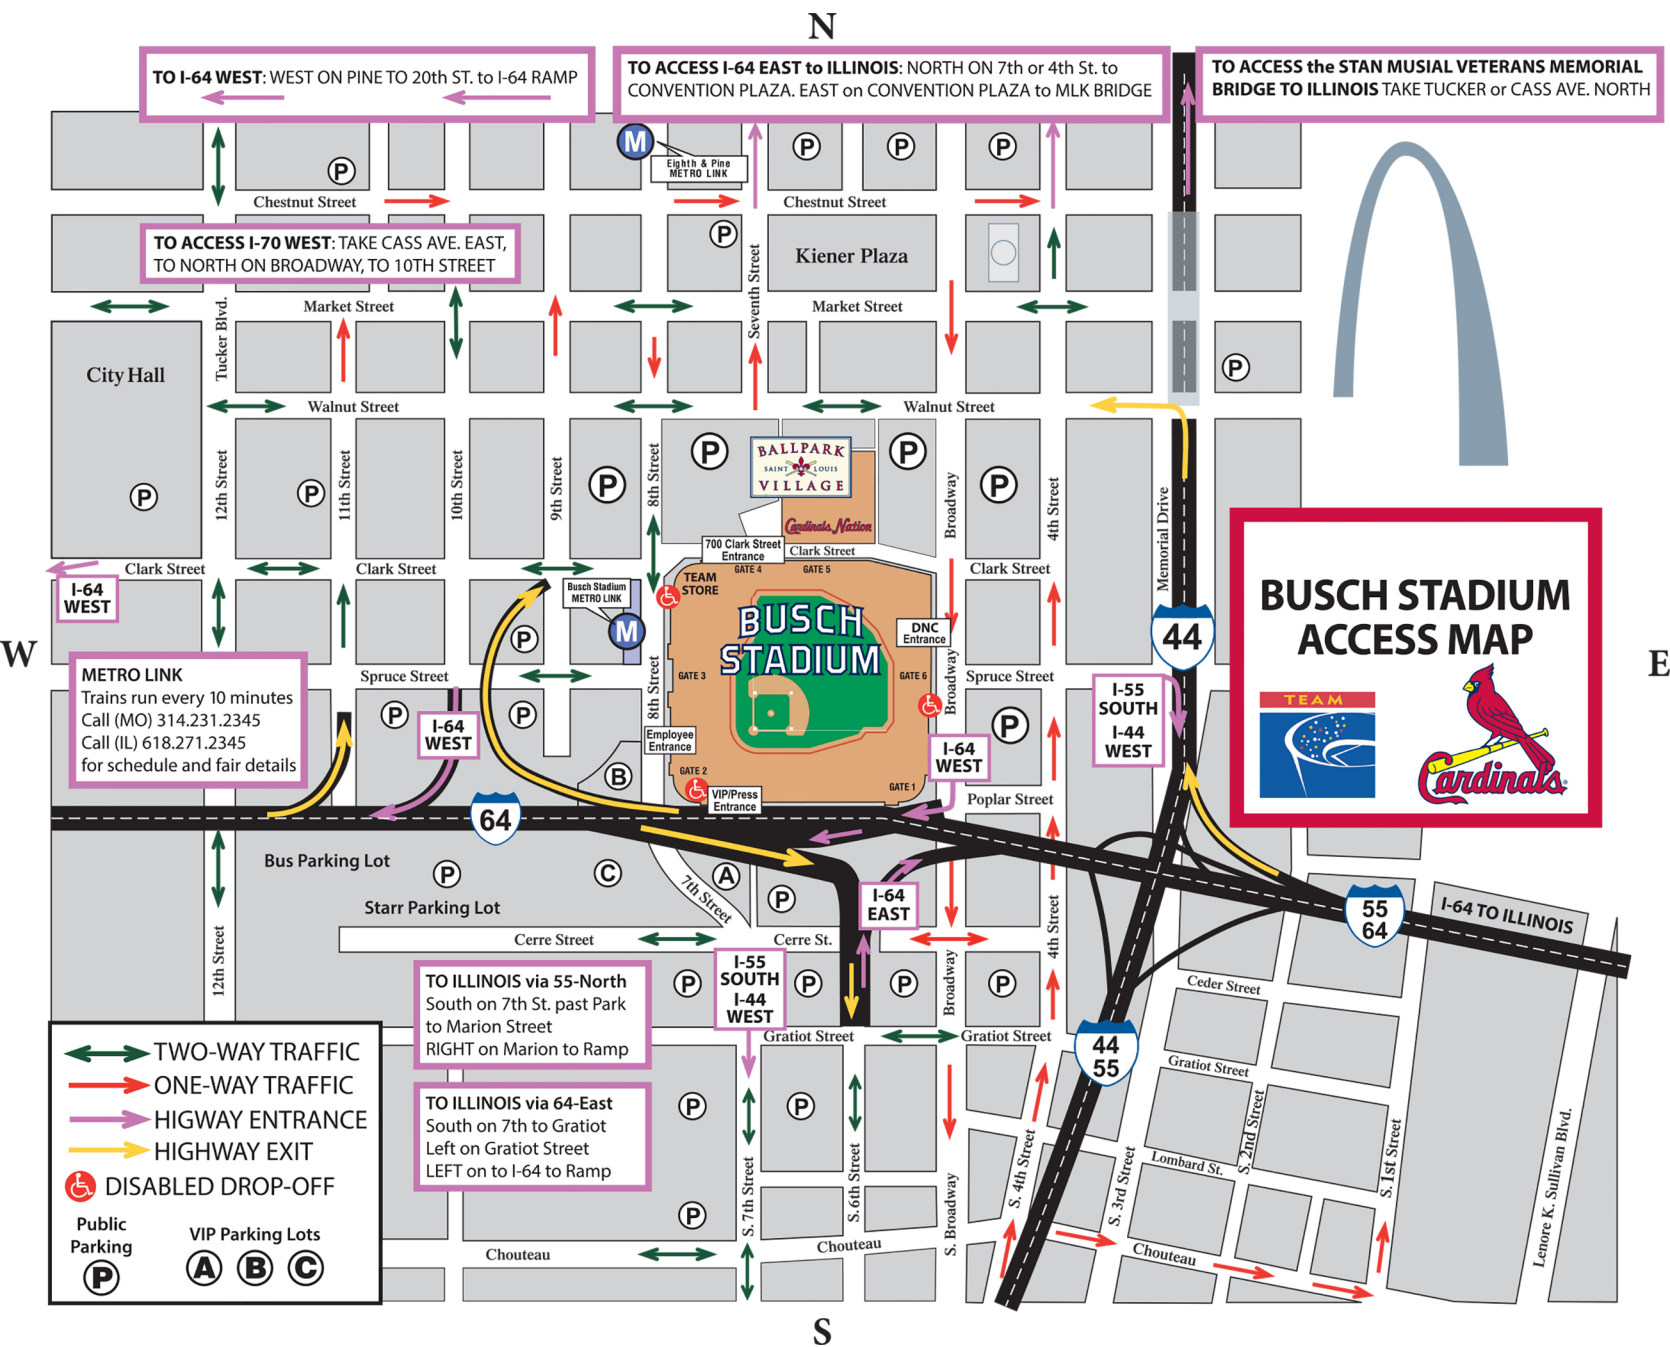 N
TO I-64 WEST: WEST ON PINE TO 20th ST. to I-64 RAMP
TO ACCESS I-64 EAST to ILLINOIS: NORTH ON 7th or 4th St. to
CONVENTION PLAZA. EAST on CONVENTION PLAZA to MLK BRIDGE
TO ACCESS the STAN MUSIAL VETERANS MEMORIAL
BRIDGE TO ILLINOIS TAKE TUCKER or CASS AVE. NORTH
P
M
Eighth & Pine
METRO LINK
P
P
P
Chestnut Street
Chestnut Street
TO ACCESS I-70 WEST: TAKE CASS AVE. EAST,
TO NORTH ON BROADWAY, TO 10TH STREET
P
Kiener Plaza
Seventh Street
Market Street
Market Street
Tucker Blvd.
City Hall
P
Walnut Street
Walnut Street
P
P
12th Street
11th Street
10th Street
9th Street
P
8th Street
P
BALLPARK
SAINT LOUIS
VILLAGE
Cardinals Nation
P
Broadway
P
4th Street
Memorial Drive
700 Clark Street
Entrance
Clark Street
Clark Street
Clark Street
Clark Street
I-64
WEST
GATE 4
GATE 5
TEAM
STORE
Busch Stadium
METRO LINK
M
P
BUSCH
STADIUM
DNC
Entrance
44
BUSCH STADIUM
ACCESS MAP
TEAM
Cardinals
W
E
METRO LINK
Trains run every 10 minutes
Call (MO) 314.231.2345
Call (IL) 618.271.2345
for schedule and fair details
Spruce Street
Spruce Street
GATE 3
GATE 6
8th Street
Broadway
P
I-64
WEST
P
Employee
Entrance
B
GATE 2
VIP/Press
Entrance
GATE 1
I-64
WEST
P
I-55
SOUTH
I-44
WEST
Poplar Street
64
Bus Parking Lot
P
C
A
P
7th Street
Starr Parking Lot
I-64
EAST
4th Street
55
64
I-64 TO ILLINOIS
Cerre Street
Cerre St.
12th Street
TO ILLINOIS via 55-North
South on 7th St. past Park
to Marion Street
RIGHT on Marion to Ramp
P
I-55
SOUTH
I-44
WEST
P
P
Broadway
P
Ceder Street
Gratiot Street
Gratiot Street
Gratiot Street
44
55
TO ILLINOIS via 64-East
South on 7th to Gratiot
Left on Gratiot Street
LEFT on to I-64 to Ramp
P
P
P
S. 7th Street
S. 6th Street
S. Broadway
S. 4th Street
S. 3rd Street
S. 2nd Street
S. 1st Street
Lombard St.
Lenore K. Sullivan Blvd.
Chouteau
Chouteau
Chouteau
TWO-WAY TRAFFIC
ONE-WAY TRAFFIC
HIGWAY ENTRANCE
HIGHWAY EXIT
DISABLED DROP-OFF
Public
Parking
P
VIP Parking Lots
A B C
S